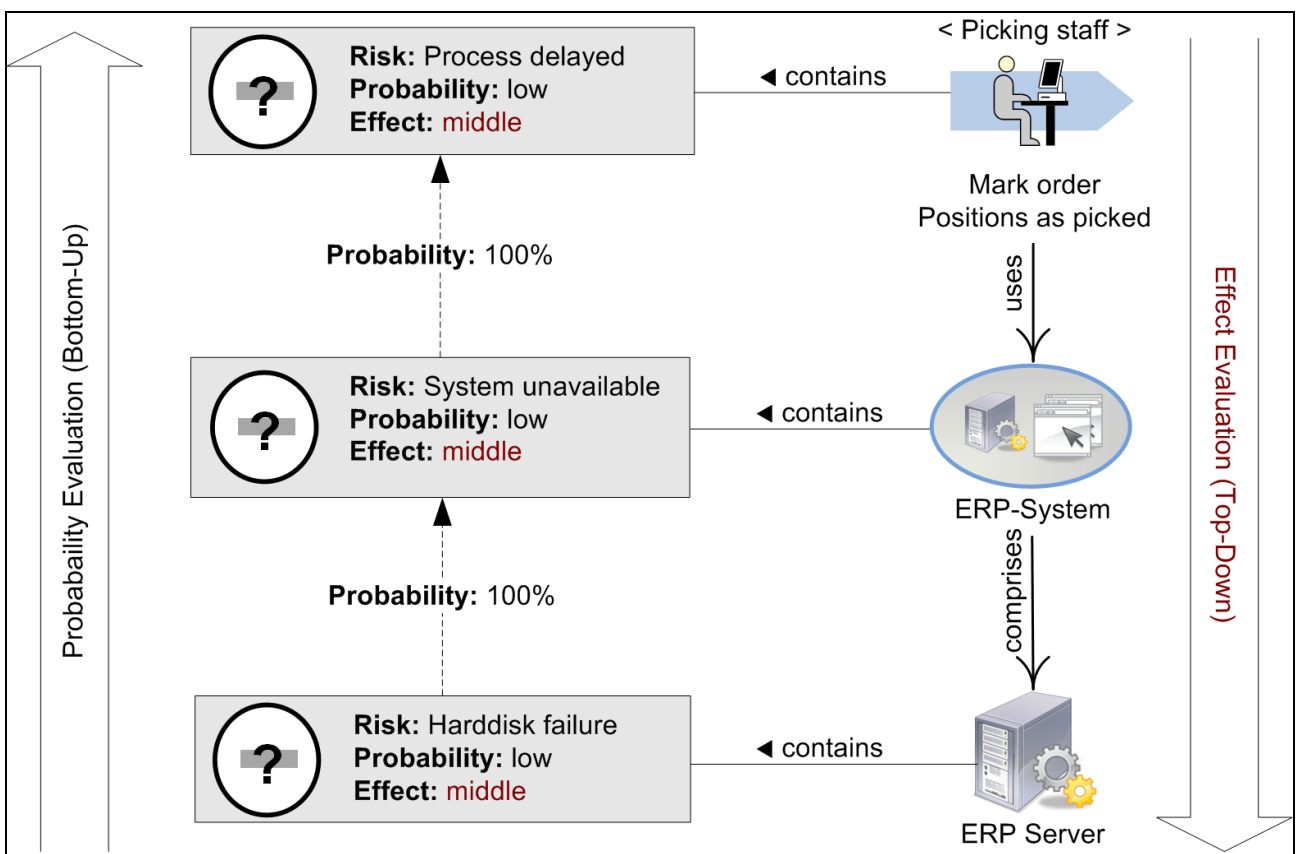 < Picking staff >
Risk: Process delayed
Probability: low
Effect: middle
?
◄ contains
Mark order
Positions as picked
Probability: 100%
uses
Risk: System unavailable
Probability: low
Effect: middle
?
◄ contains
ERP-System
Probability: 100%
comprises
Risk: Harddisk failure
Probability: low
Effect: middle
?
◄ contains
ERP Server
Probabaility Evaluation (Bottom-Up)
Effect Evaluation (Top-Down)